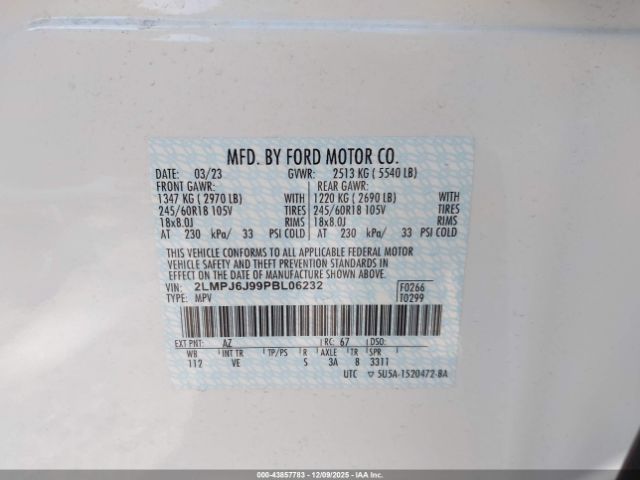 MFD. BY FORD MOTOR CO.
DATE: 03/23 GVWR: 2513 KG ( 5540 LB)
FRONT GAWR: REAR GAWR:
1347 KG ( 2970 LB) WITH 1220 KG ( 2690 LB) WITH
245/60R18 105V TIRES 245/60R18 105V TIRES
18x8.0J RIMS 18x8.0J RIMS
AT 230 kPa/ 33 PSI COLD AT 230 kPa/ 33 PSI COLD
THIS VEHICLE CONFORMS TO ALL APPLICABLE FEDERAL MOTOR
VEHICLE SAFETY AND THEFT PREVENTION STANDARDS IN
EFFECT ON THE DATE OF MANUFACTURE SHOWN ABOVE.
VIN: 2LMPJ6J99PBL06232 F0266
TYPE: MPV T0299
EXT PNT: AZ RC: 67 DSO:
WB INT TR TP/PS R AXLE TR SPR
112 VE S 3A 8 3311
UTC ▽ 5U5A-1520472-BA
00-43857783 - 12/09/2025 - IAAI.com